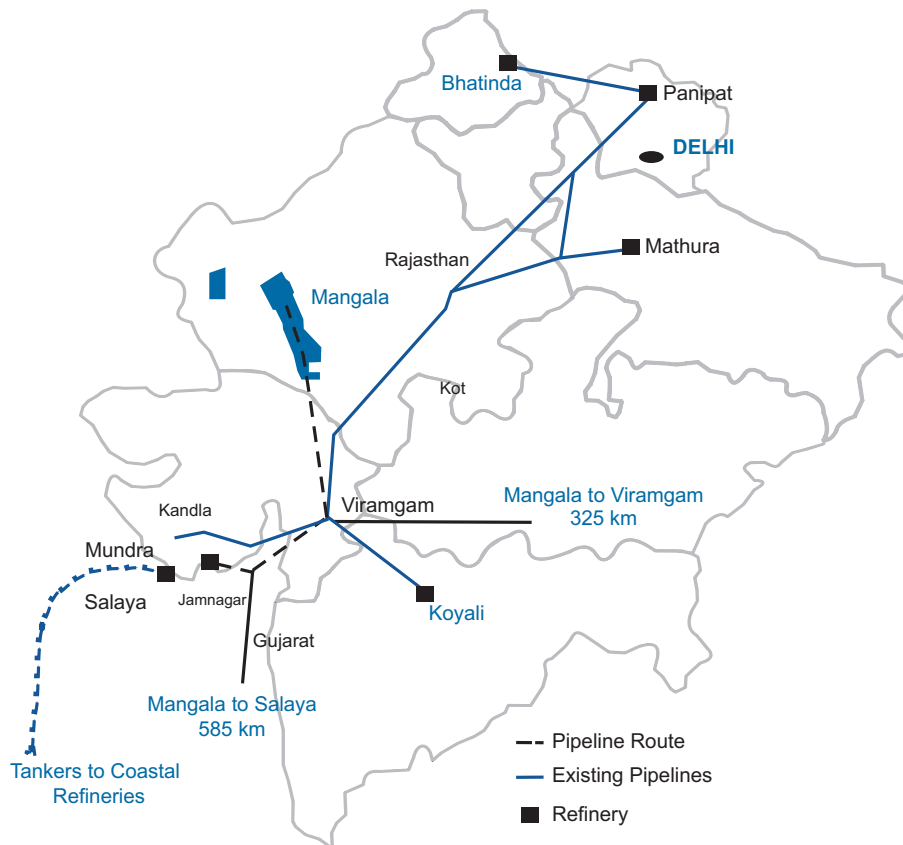 Bhatinda
Panipat
DELHI
Rajasthan
Mathura
Mangala
Kot
Kandla
Viramgam
Mangala to Viramgam
325 km
Mundra
Salaya
Jamnagar
Koyali
Gujarat
Mangala to Salaya
585 km
Tankers to Coastal
Refineries
Pipeline Route
Existing Pipelines
Refinery